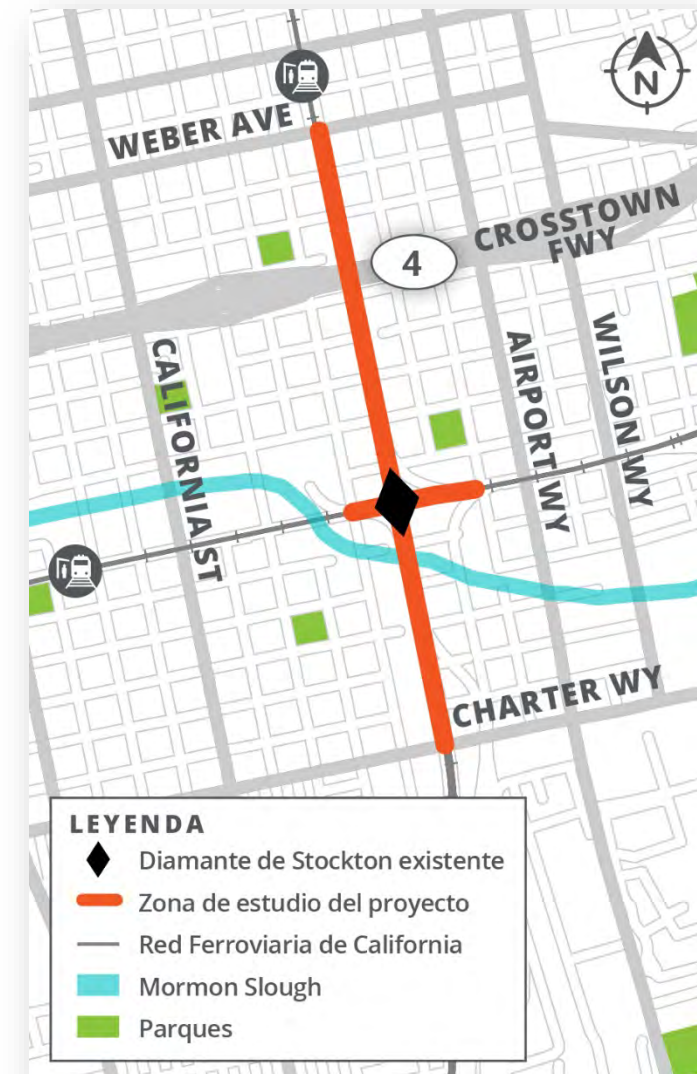 N
WEBER AVE
CROSSTOWN
FWY
4
CALIFORNIA ST
AIRPORT WY
WILSON WY
CHARTER WY
LEYENDA
Diamante de Stockton existente
Zona de estudio del proyecto
Red Ferroviaria de California
Mormon Slough
Parques